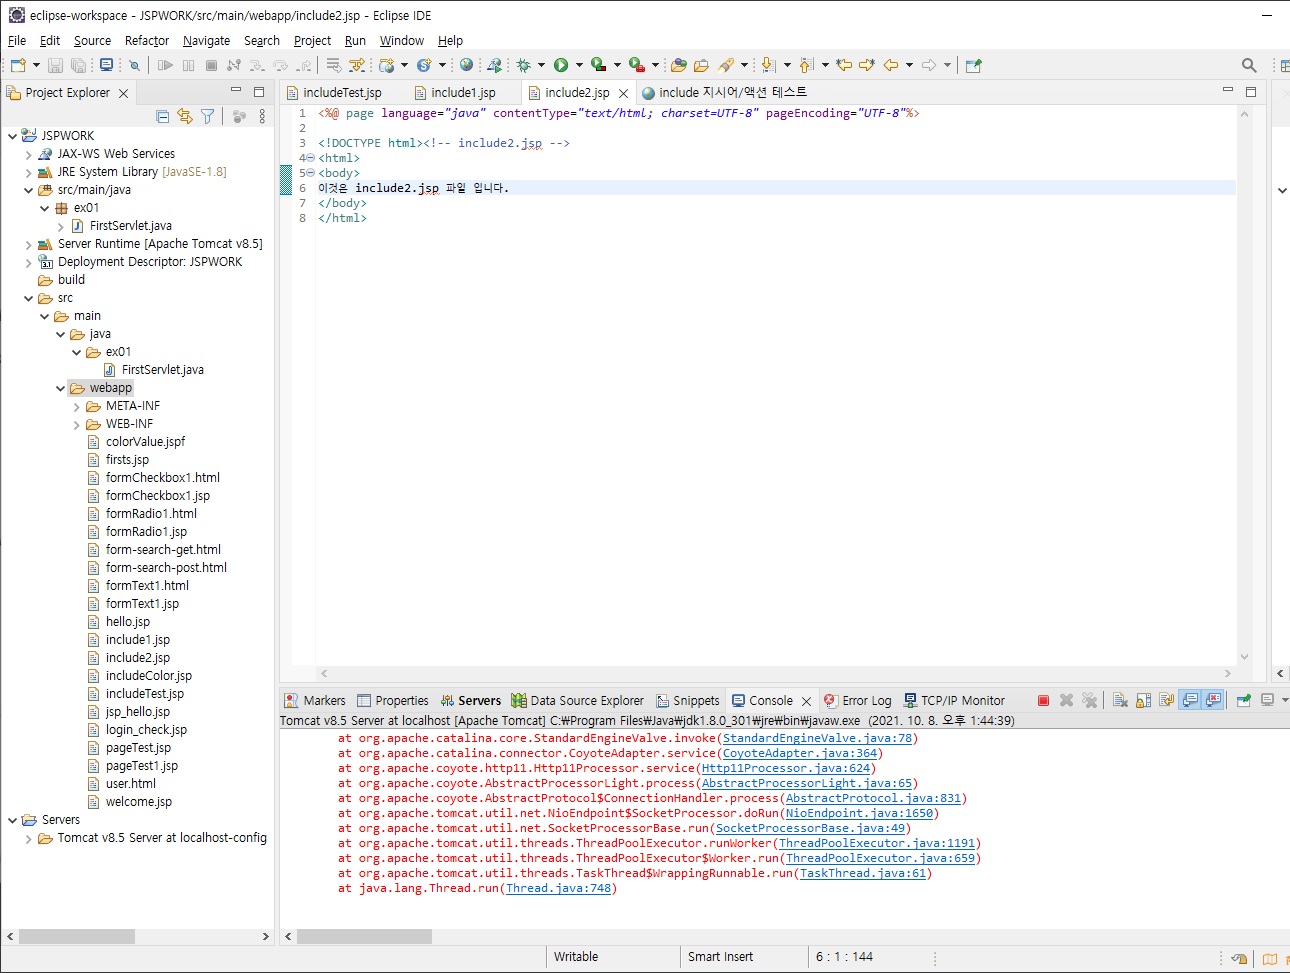 eclipse-workspace - JSPWORK/src/main/webapp/include2.jsp - Eclipse IDE
File Edit Source Refactor Navigate Search Project Run Window Help
Project Explorer
JSPWORK
JAX-WS Web Services
JRE System Library [JavaSE-1.8]
src/main/java
ex01
FirstServlet.java
Server Runtime [Apache Tomcat v8.5]
Deployment Descriptor: JSPWORK
build
src
main
java
ex01
FirstServlet.java
webapp
META-INF
WEB-INF
colorValue.jspf
firsts.jsp
formCheckbox1.html
formCheckbox1.jsp
formRadio1.html
formRadio1.jsp
form-search-get.html
form-search-post.html
formText1.html
formText1.jsp
hello.jsp
include1.jsp
include2.jsp
includeColor.jsp
includeTest.jsp
jsp_hello.jsp
login_check.jsp
pageTest.jsp
pageTest1.jsp
user.html
welcome.jsp
Servers
Tomcat v8.5 Server at localhost-config
includeTest.jsp include1.jsp include2.jsp include 지시어/액션 테스트
1 <%@ page language="java" contentType="text/html; charset=UTF-8" pageEncoding="UTF-8"%>
2
3 <!DOCTYPE html><!-- include2.jsp -->
4 <html>
5 <body>
6 이것은 include2.jsp 파일 입니다.
7 </body>
8 </html>
Markers Properties Servers Data Source Explorer Snippets Console Error Log TCP/IP Monitor
Tomcat v8.5 Server at localhost [Apache Tomcat] C:₩Program Files₩Java₩jdk1.8.0_301₩jre₩bin₩javaw.exe (2021. 10. 8. 오후 1:44:39)
at org.apache.catalina.core.StandardEngineValve.invoke(StandardEngineValve.java:78)
at org.apache.catalina.connector.CoyoteAdapter.service(CoyoteAdapter.java:364)
at org.apache.coyote.http11.Http11Processor.service(Http11Processor.java:624)
at org.apache.coyote.AbstractProcessorLight.process(AbstractProcessorLight.java:65)
at org.apache.coyote.AbstractProtocol$ConnectionHandler.process(AbstractProtocol.java:831)
at org.apache.tomcat.util.net.NioEndpoint$SocketProcessor.doRun(NioEndpoint.java:1650)
at org.apache.tomcat.util.net.SocketProcessorBase.run(SocketProcessorBase.java:49)
at org.apache.tomcat.util.threads.ThreadPoolExecutor.runWorker(ThreadPoolExecutor.java:1191)
at org.apache.tomcat.util.threads.ThreadPoolExecutor$Worker.run(ThreadPoolExecutor.java:659)
at org.apache.tomcat.util.threads.TaskThread$WrappingRunnable.run(TaskThread.java:61)
at java.lang.Thread.run(Thread.java:748)
Writable Smart Insert 6 : 1 : 144